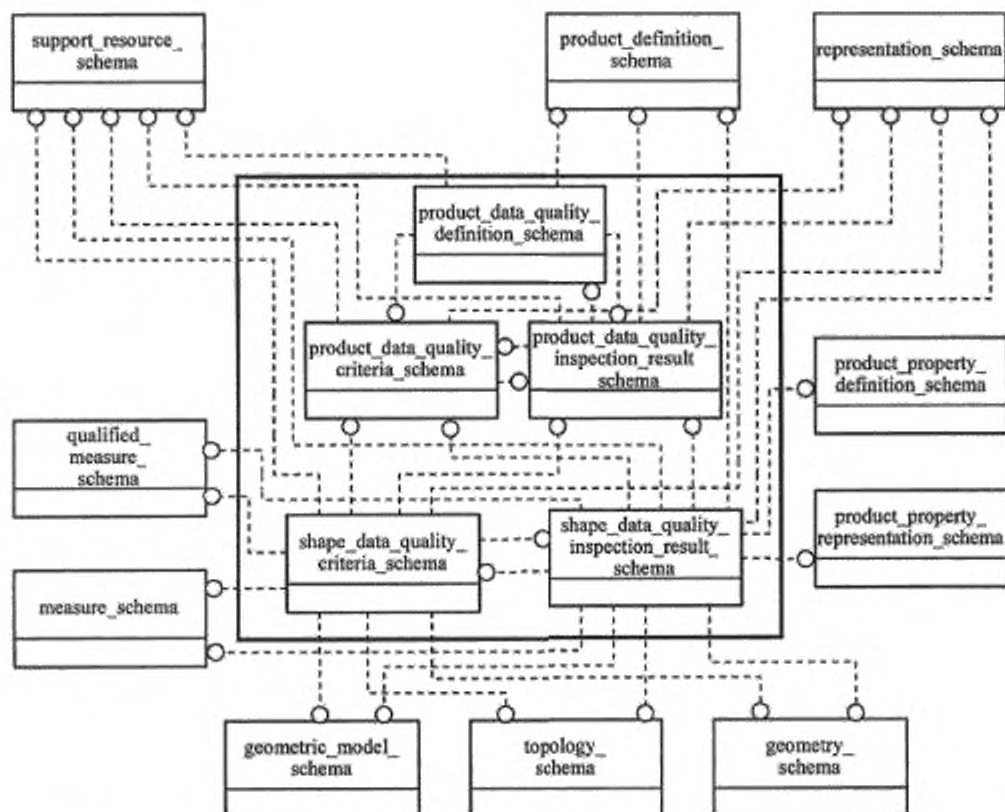 support_resource_
schema
product_definition_
schema
representation_schema
product_data_quality_
definition_schema
product_data_quality_
criteria_schema
product_data_quality_
inspection_result
schema
product_property_
definition_schema
qualified_
measure_
schema
shape_data_quality_
criteria_schema
shape_data_quality_
inspection_result_
schema
product_property_
representation_schema
measure_schema
geometric_model_
schema
topology_
schema
geometry_
schema